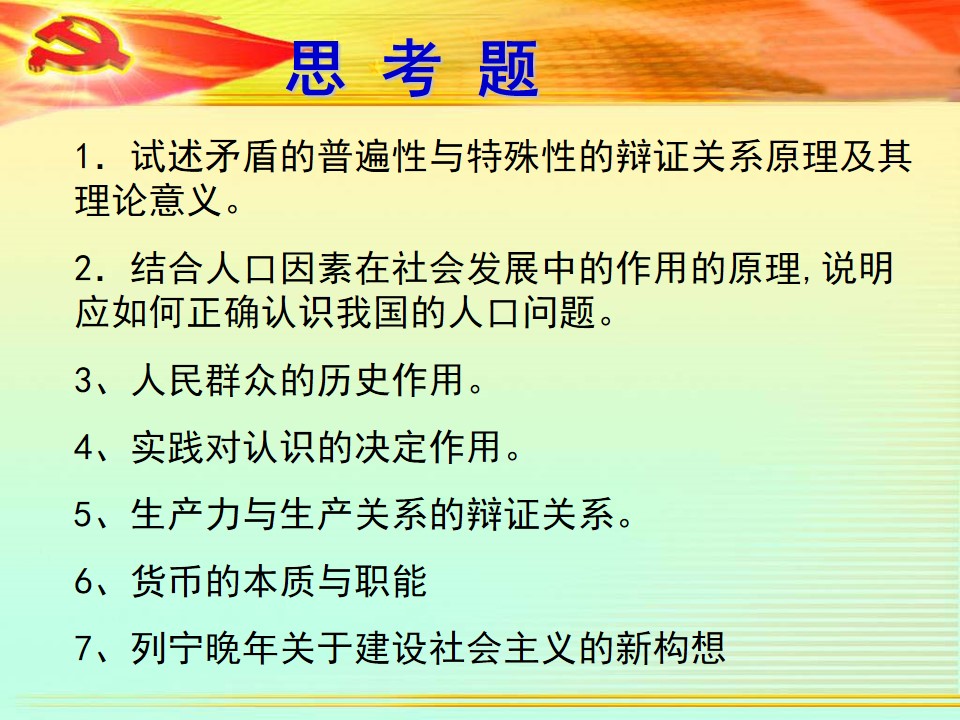 思 考 题
1．试述矛盾的普遍性与特殊性的辩证关系原理及其
理论意义。
2．结合人口因素在社会发展中的作用的原理,说明
应如何正确认识我国的人口问题。
3、人民群众的历史作用。
4、实践对认识的决定作用。
5、生产力与生产关系的辩证关系。
6、货币的本质与职能
7、列宁晚年关于建设社会主义的新构想